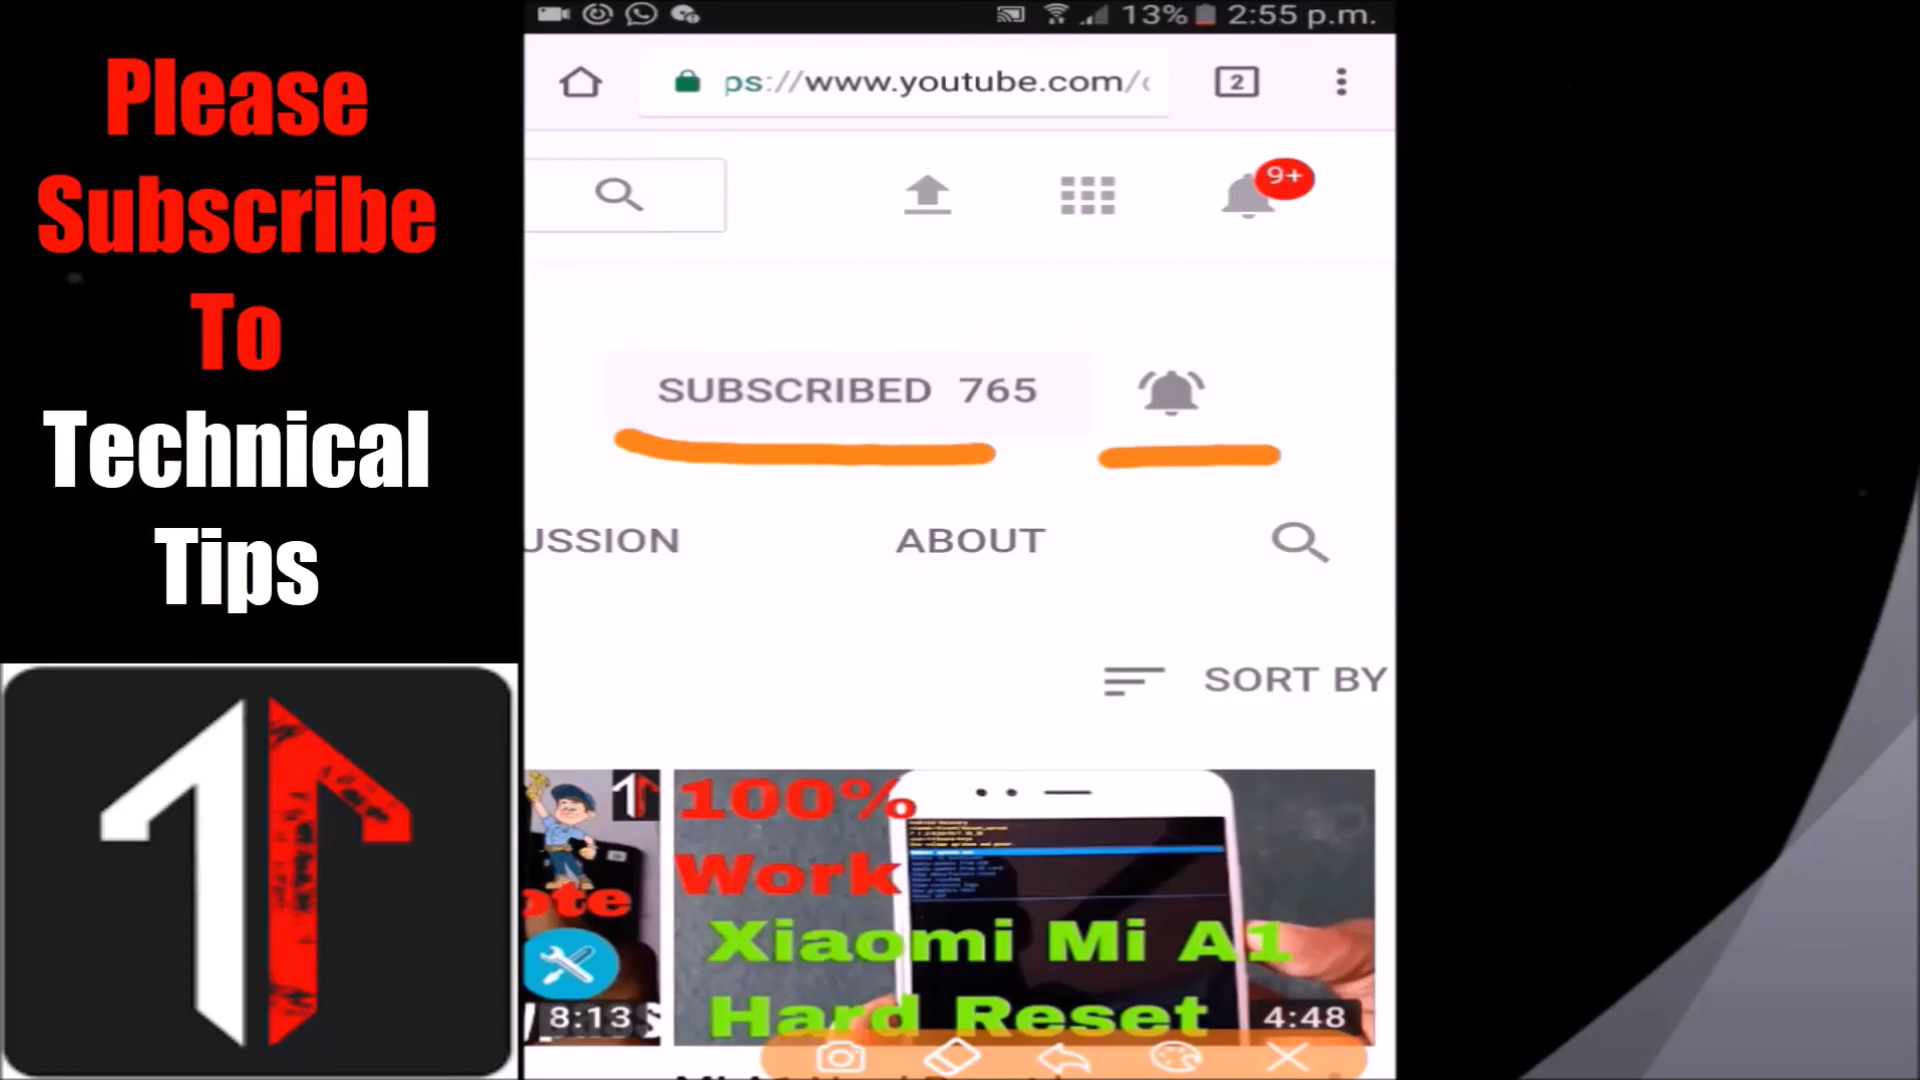 Please
Subscribe
To
Technical
Tips
13% 2:55 p.m.
ps://www.youtube.com/
2
9+
SUBSCRIBED 765
USSION ABOUT
SORT BY
100%
Work
Xiaomi Mi A1
Hard Reset
ote
8:13
4:48